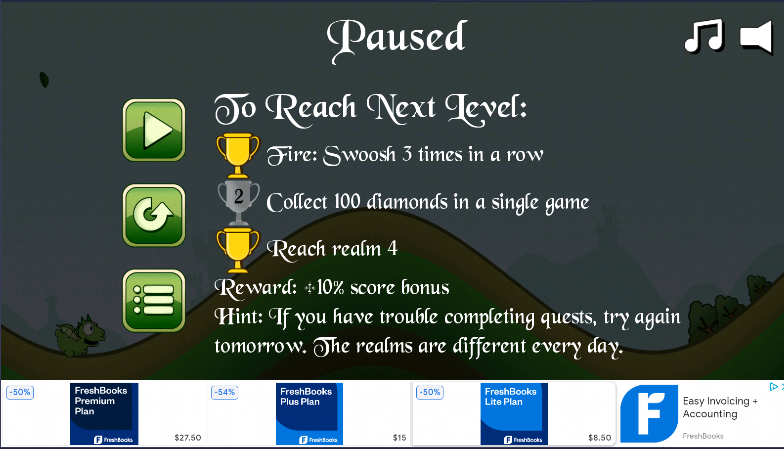 Paused
To Reach Next Level:
Fire: Swoosh 3 times in a row
2
Collect 100 diamonds in a single game
Reach realm 4
Reward: +10% score bonus
Hint: If you have trouble completing quests, try again
tomorrow. The realms are different every day.
-50%
FreshBooks
Premium
Plan
FreshBooks
$27.50
-54%
FreshBooks
Plus Plan
FreshBooks
$15
-50%
FreshBooks
Lite Plan
FreshBooks
$8.50
F
Easy Invoicing +
Accounting
FreshBooks